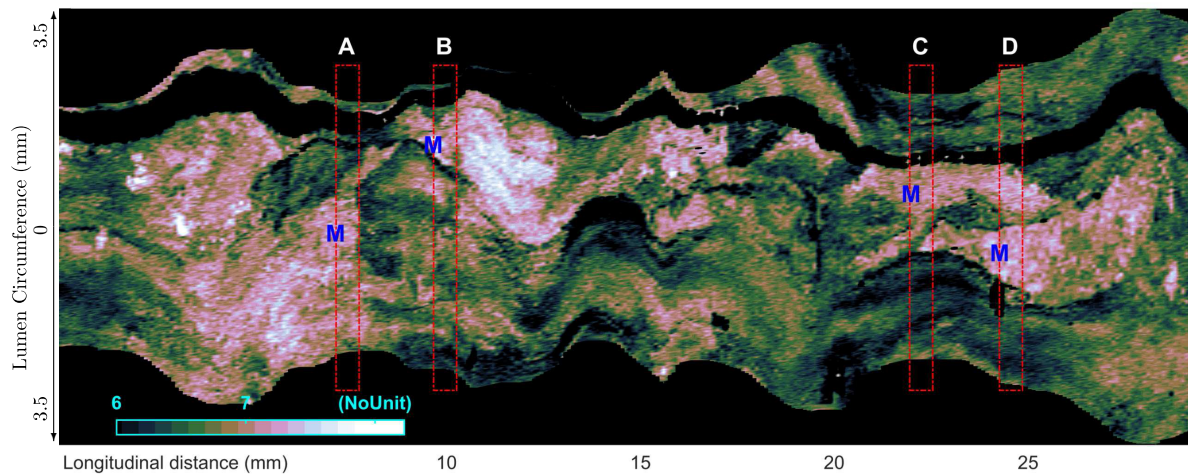 3.5
A
B
C
D
M
M
M
M
Lumen Circumference (mm)
0
6
7
(NoUnit)
3.5
Longitudinal distance (mm)
10
15
20
25